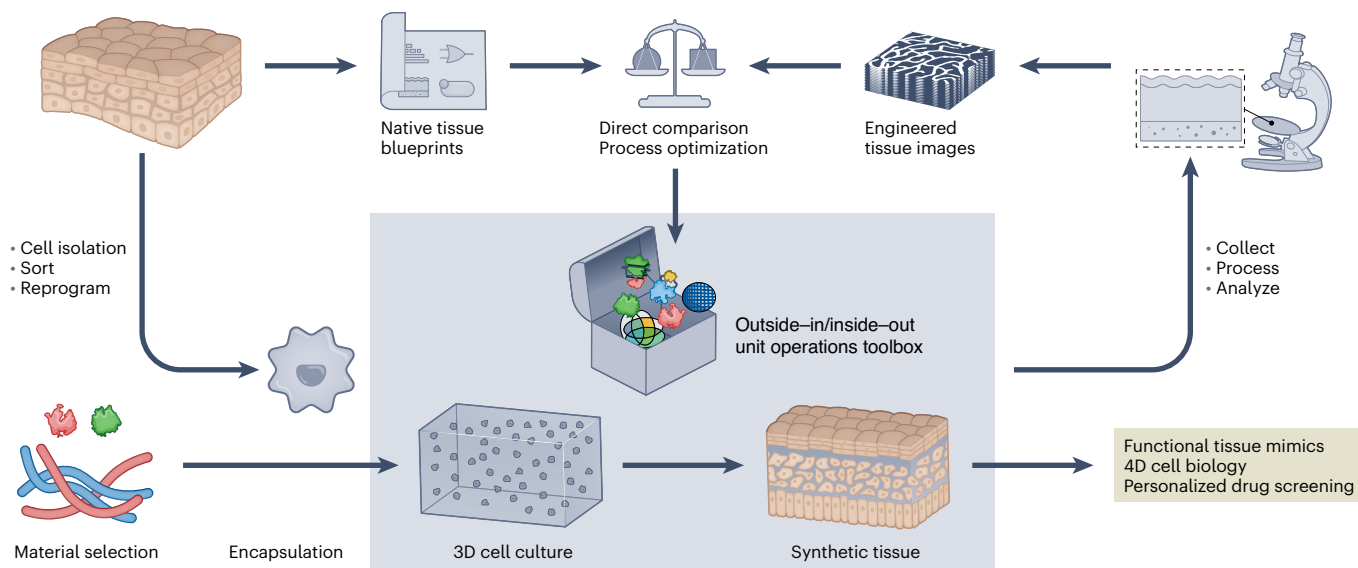 Native tissue
blueprints
Direct comparison
Process optimization
Engineered
tissue images
• Cell isolation
• Sort
• Reprogram
• Collect
• Process
• Analyze
Outside–in/inside–out
unit operations toolbox
Functional tissue mimics
4D cell biology
Personalized drug screening
Material selection
Encapsulation
3D cell culture
Synthetic tissue